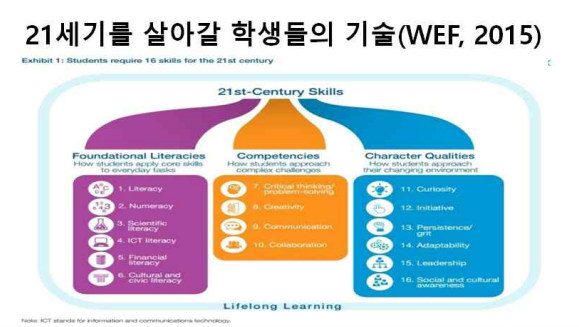 21세기를 살아갈 학생들의 기술(WEF, 2015)
Exhibit 1: Students require 16 skills for the 21st century
21st-Century Skills
Foundational Literacies
How students apply core skills
to everyday tasks
1. Literacy
2. Numeracy
3. Scientific
literacy
4. ICT literacy
5. Financial
literacy
6. Cultural and
civic literacy
Competencies
How students approach
complex challenges
7. Critical thinking/
problem-solving
8. Creativity
9. Communication
10. Collaboration
Character Qualities
How students approach
their changing environment
11. Curiosity
12. Initiative
13. Persistence/
grit
14. Adaptability
15. Leadership
16. Social and cultural
awareness
Lifelong Learning
Note: ICT stands for information and communications technology.